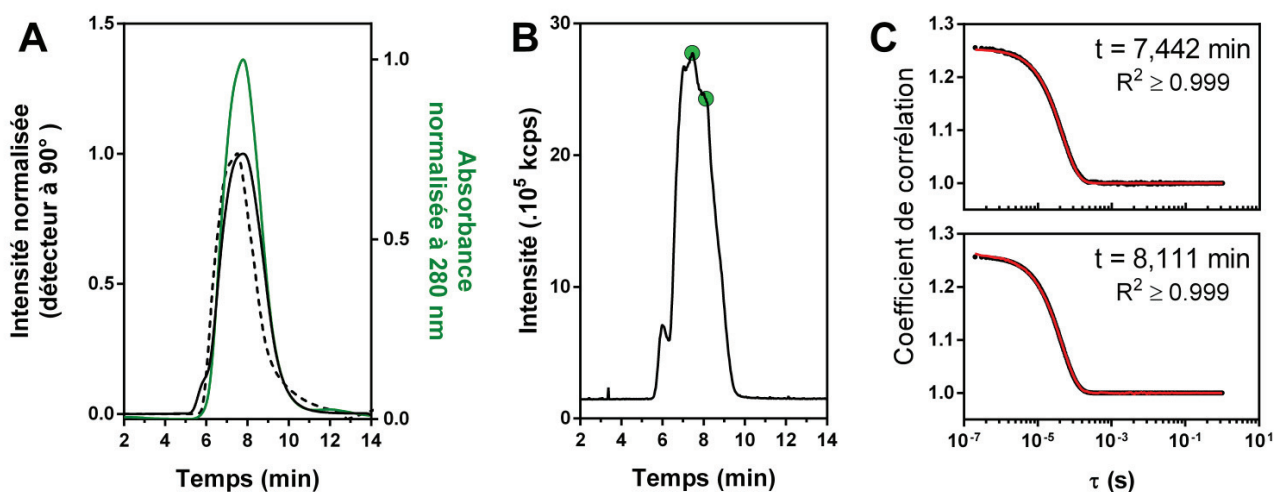 A
Intensité normalisée
(détecteur à 90°)
1.5
1.0
0.5
0.0
2 4 6 8 10 12 14
Temps (min)
1.0
0.5
0.0
Absorbance
normalisée à 280 nm
B
Intensité (.10⁵ kcps)
30
20
10
0
2 4 6 8 10 12 14
Temps (min)
C
Coefficient de corrélation
1.3
1.2
1.1
1.0
t = 7,442 min
R² ≥ 0.999
1.3
1.2
1.1
1.0
t = 8,111 min
R² ≥ 0.999
10⁻⁷ 10⁻⁵ 10⁻³ 10⁻¹ 10¹
τ (s)